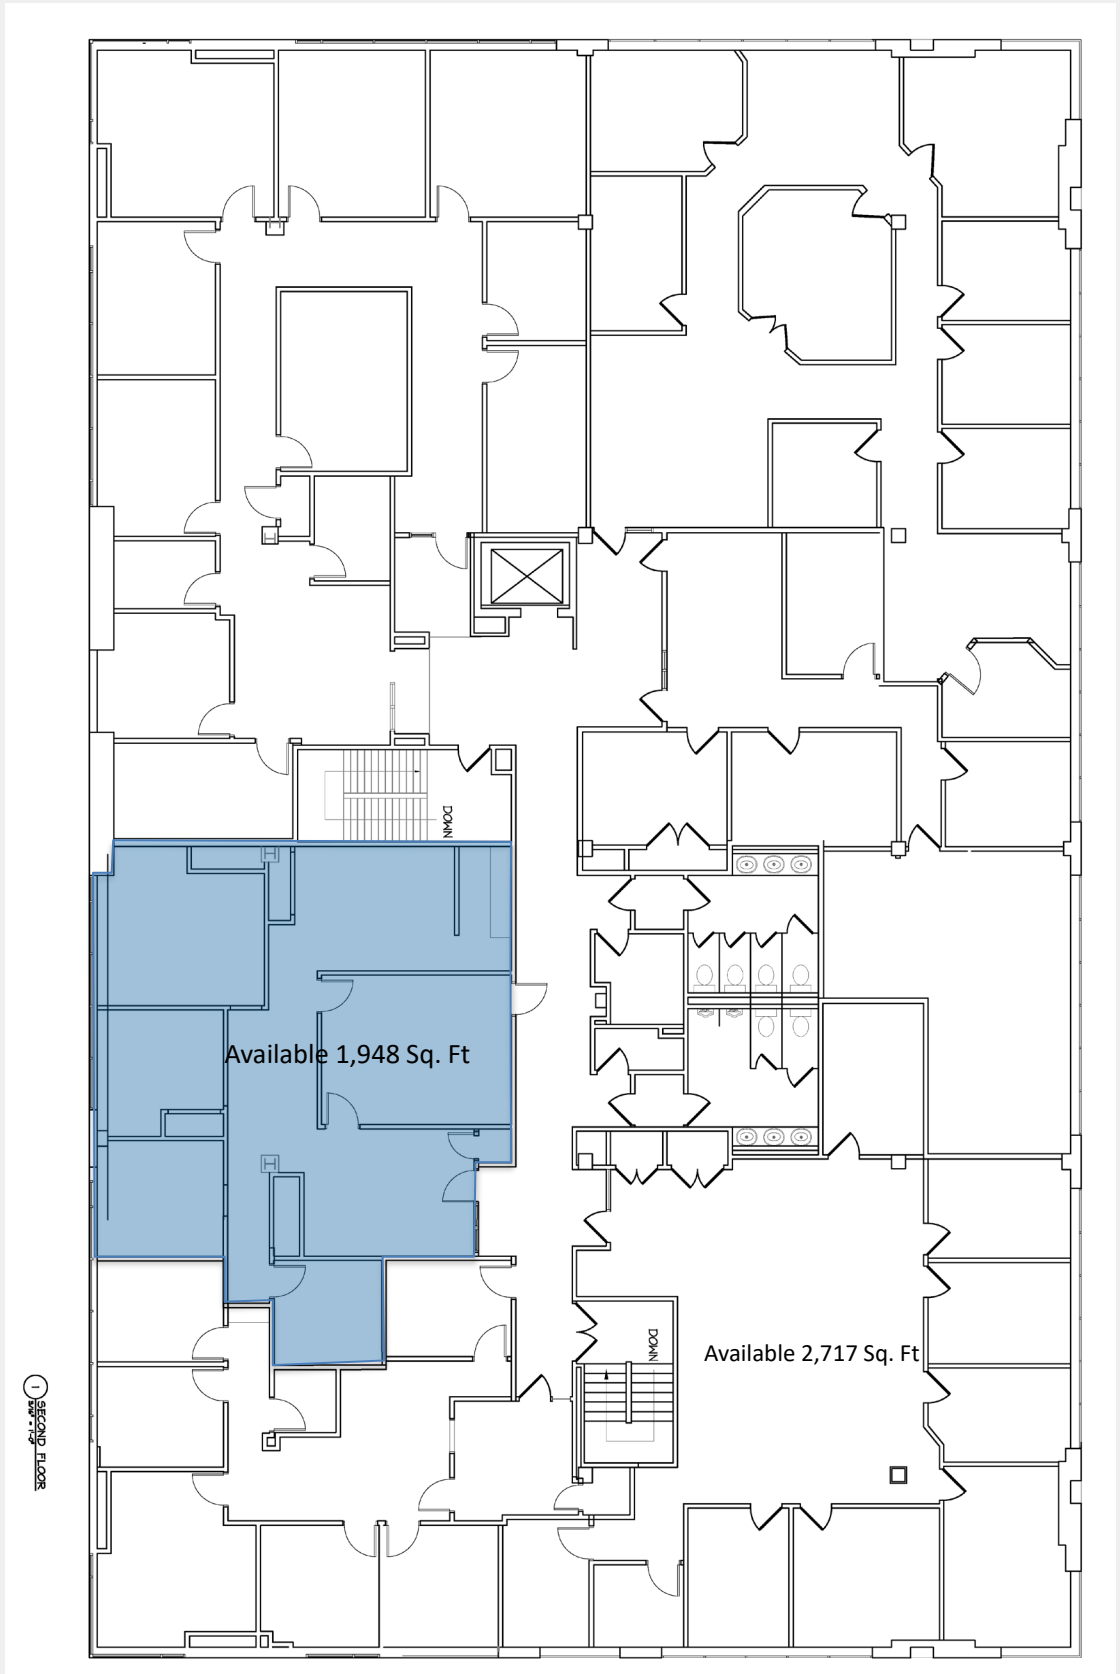 DOWN
Available 1,948 Sq. Ft
DOWN
Available 2,717 Sq. Ft
1
SECOND FLOOR